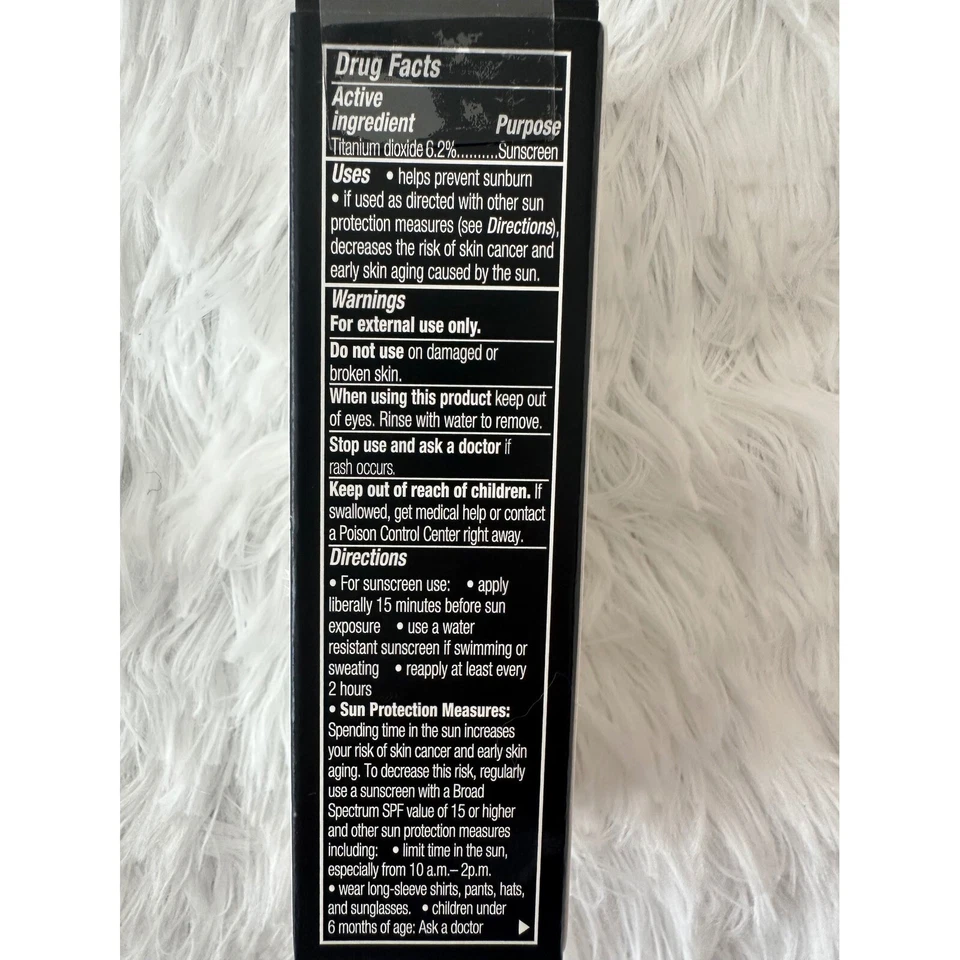 Drug Facts
Active
ingredient Purpose
Titanium dioxide 6.2%..........Sunscreen
Uses • helps prevent sunburn
• if used as directed with other sun
protection measures (see Directions),
decreases the risk of skin cancer and
early skin aging caused by the sun.
Warnings
For external use only.
Do not use on damaged or
broken skin.
When using this product keep out
of eyes. Rinse with water to remove.
Stop use and ask a doctor if
rash occurs.
Keep out of reach of children. If
swallowed, get medical help or contact
a Poison Control Center right away.
Directions
• For sunscreen use: • apply
liberally 15 minutes before sun
exposure • use a water
resistant sunscreen if swimming or
sweating • reapply at least every
2 hours
• Sun Protection Measures:
Spending time in the sun increases
your risk of skin cancer and early skin
aging. To decrease this risk, regularly
use a sunscreen with a Broad
Spectrum SPF value of 15 or higher
and other sun protection measures
including: • limit time in the sun,
especially from 10 a.m.– 2p.m.
• wear long-sleeve shirts, pants, hats,
and sunglasses. • children under
6 months of age: Ask a doctor